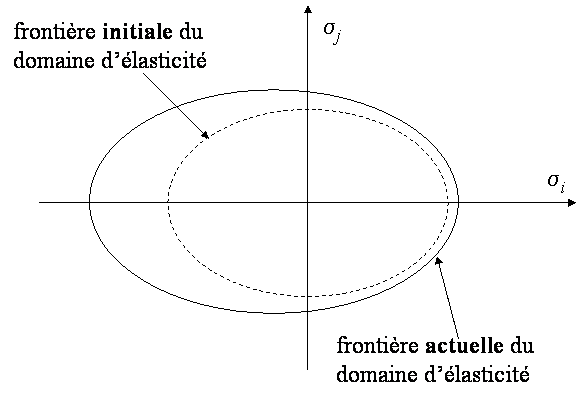 frontière initiale du
domaine d'élasticité
σj
σi
frontière actuelle du
domaine d'élasticité